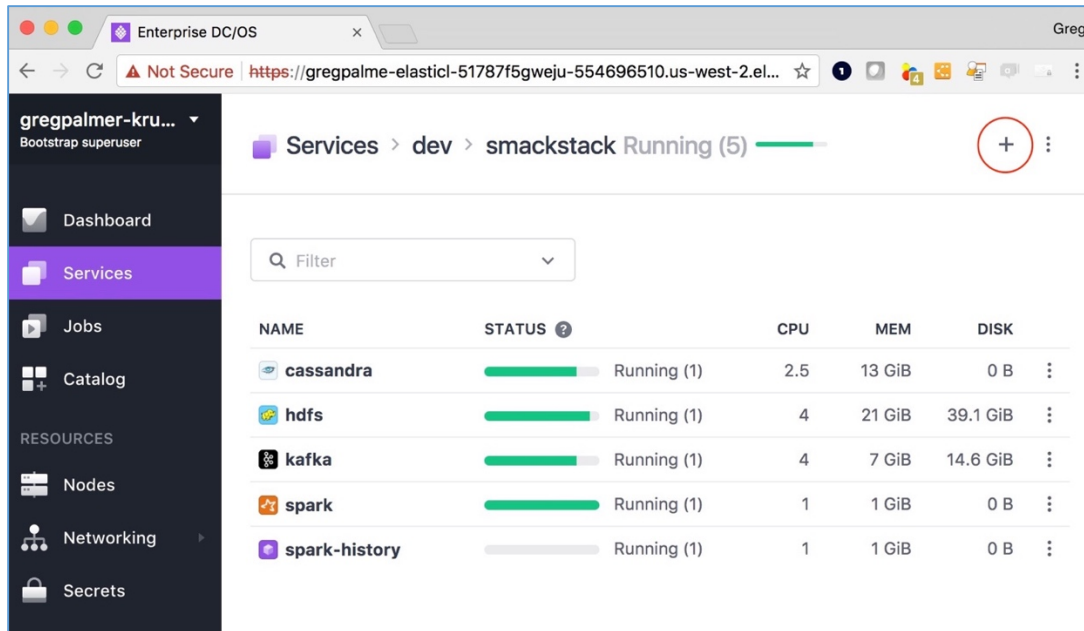 Enterprise DC/OS
Greg
Not Secure https://gregpalme-elasticl-51787f5gweju-554696510.us-west-2.el...
1
4
gregpalmer-kru...
Bootstrap superuser
Services > dev > smackstack Running (5)
+
Dashboard
Services
Jobs
Catalog
RESOURCES
Nodes
Networking
Secrets
Filter
NAME STATUS ? CPU MEM DISK
cassandra Running (1) 2.5 13 GiB 0 B
hdfs Running (1) 4 21 GiB 39.1 GiB
kafka Running (1) 4 7 GiB 14.6 GiB
spark Running (1) 1 1 GiB 0 B
spark-history Running (1) 1 1 GiB 0 B